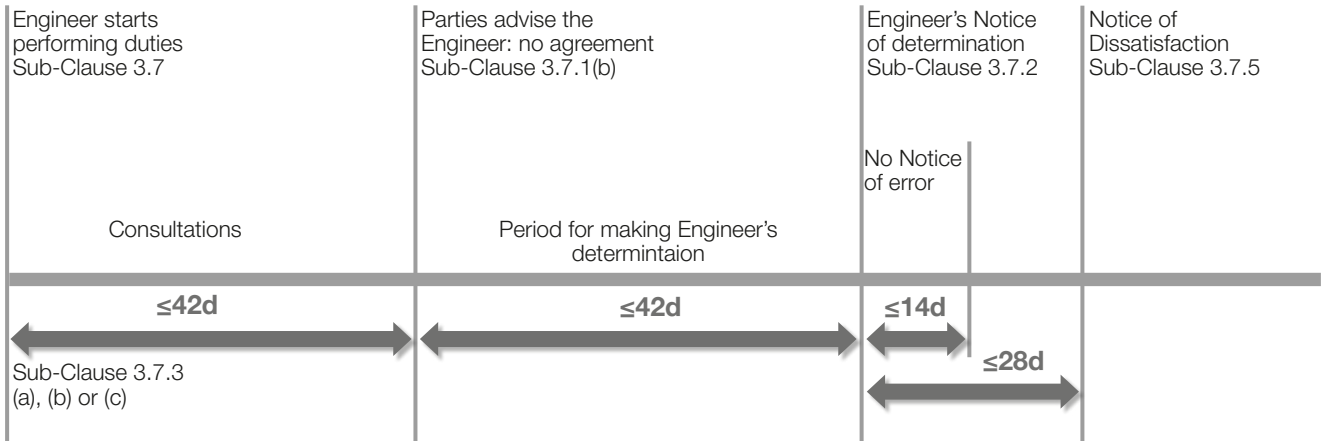 Engineer starts
performing duties
Sub-Clause 3.7
Parties advise the
Engineer: no agreement
Sub-Clause 3.7.1(b)
Engineer’s Notice
of determination
Sub-Clause 3.7.2
Notice of
Dissatisfaction
Sub-Clause 3.7.5
No Notice
of error
Consultations
Period for making Engineer’s
determintaion
≤42d
≤42d
≤14d
≤28d
Sub-Clause 3.7.3
(a), (b) or (c)